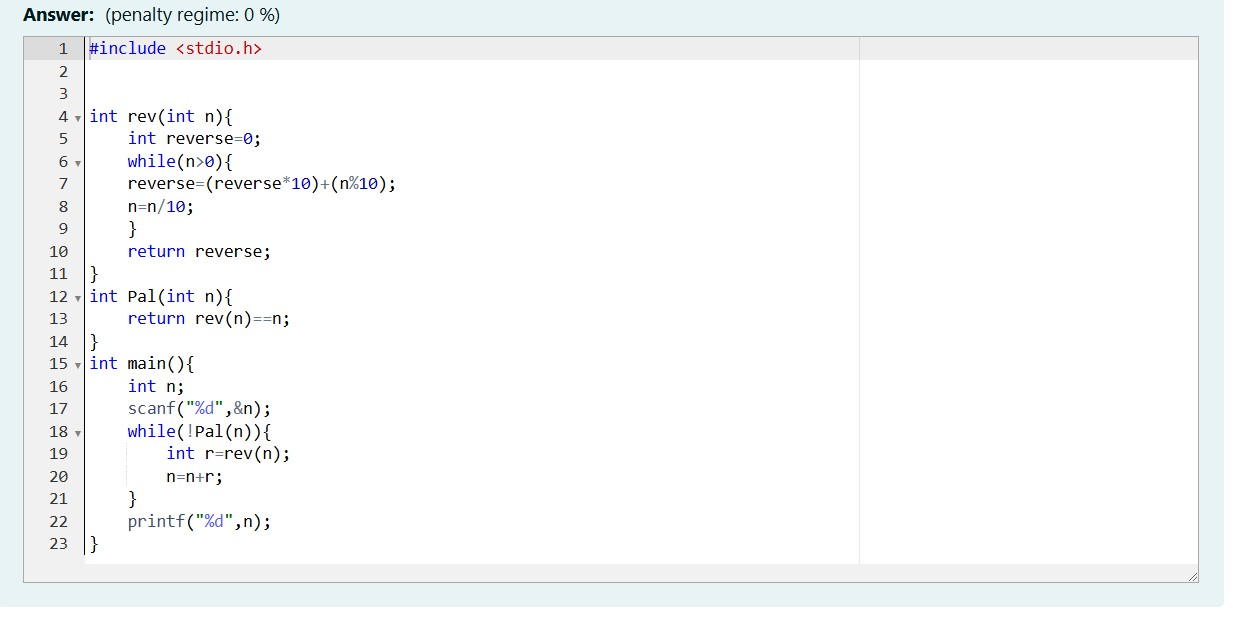 Answer: (penalty regime: 0 %)
1 #include <stdio.h>
2
3
4 int rev(int n){
5     int reverse=0;
6     while(n>0){
7     reverse=(reverse*10)+(n%10);
8     n=n/10;
9     }
10     return reverse;
11 }
12 int Pal(int n){
13     return rev(n)==n;
14 }
15 int main(){
16     int n;
17     scanf("%d",&n);
18     while(!Pal(n)){
19         int r=rev(n);
20         n=n+r;
21     }
22     printf("%d",n);
23 }